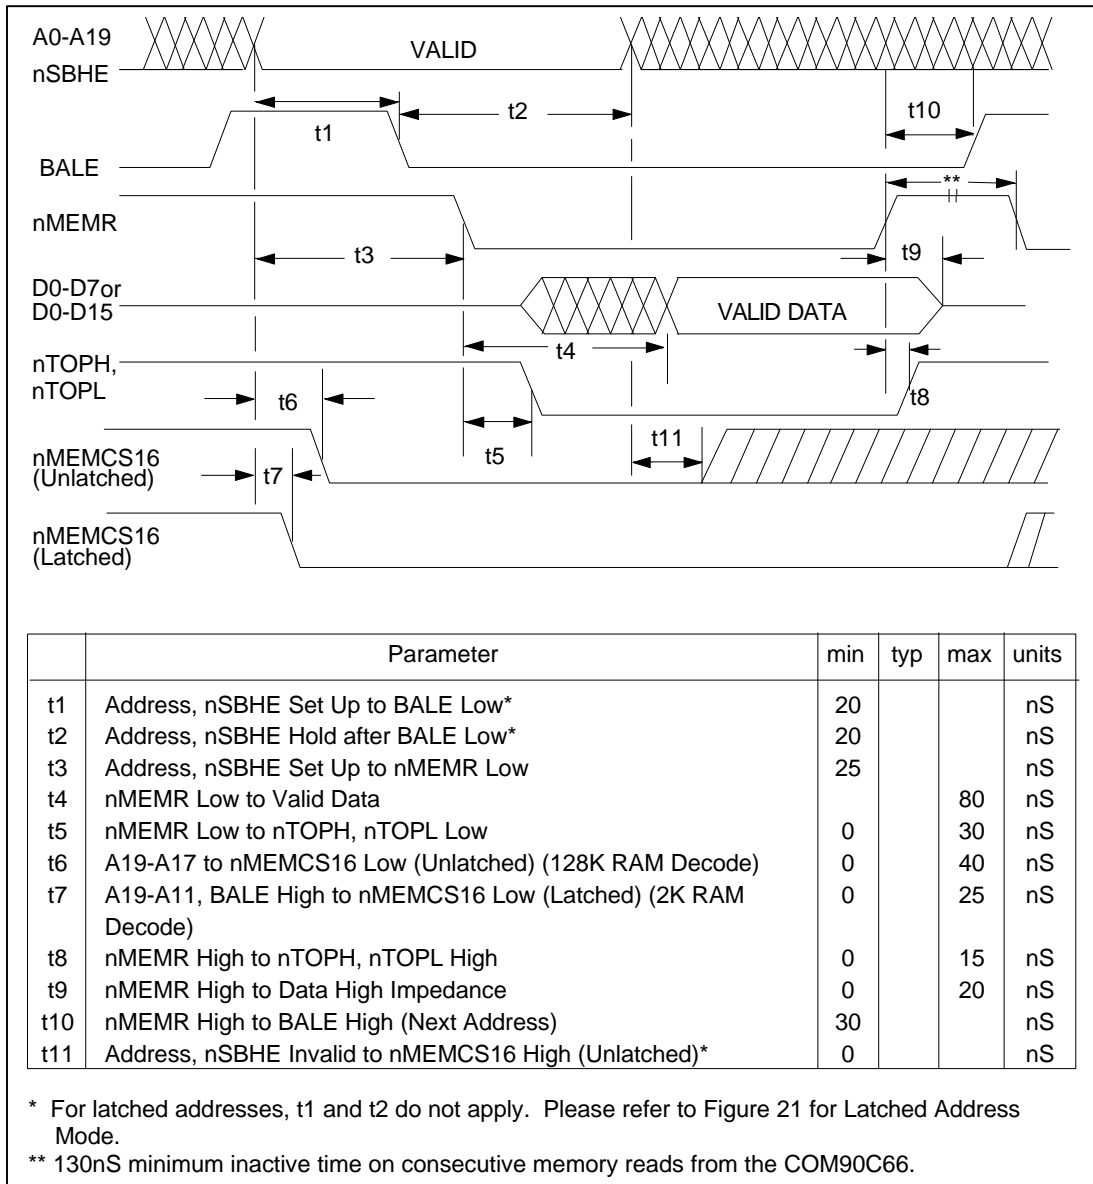 A0-A19
nSBHE
VALID
t1
t2
t10
BALE
**
nMEMR
t3
t9
D0-D7or
D0-D15
VALID DATA
t4
nTOPH,
nTOPL
t6
t8
t5
t11
nMEMCS16
(Unlatched)
t7
nMEMCS16
(Latched)
Parameter min typ max units
t1 Address, nSBHE Set Up to BALE Low* 20 nS
t2 Address, nSBHE Hold after BALE Low* 20 nS
t3 Address, nSBHE Set Up to nMEMR Low 25 nS
t4 nMEMR Low to Valid Data 80 nS
t5 nMEMR Low to nTOPH, nTOPL Low 0 30 nS
t6 A19-A17 to nMEMCS16 Low (Unlatched) (128K RAM Decode) 0 40 nS
t7 A19-A11, BALE High to nMEMCS16 Low (Latched) (2K RAM 0 25 nS
Decode)
t8 nMEMR High to nTOPH, nTOPL High 0 15 nS
t9 nMEMR High to Data High Impedance 0 20 nS
t10 nMEMR High to BALE High (Next Address) 30 nS
t11 Address, nSBHE Invalid to nMEMCS16 High (Unlatched)* 0 nS
* For latched addresses, t1 and t2 do not apply. Please refer to Figure 21 for Latched Address
Mode.
** 130nS minimum inactive time on consecutive memory reads from the COM90C66.